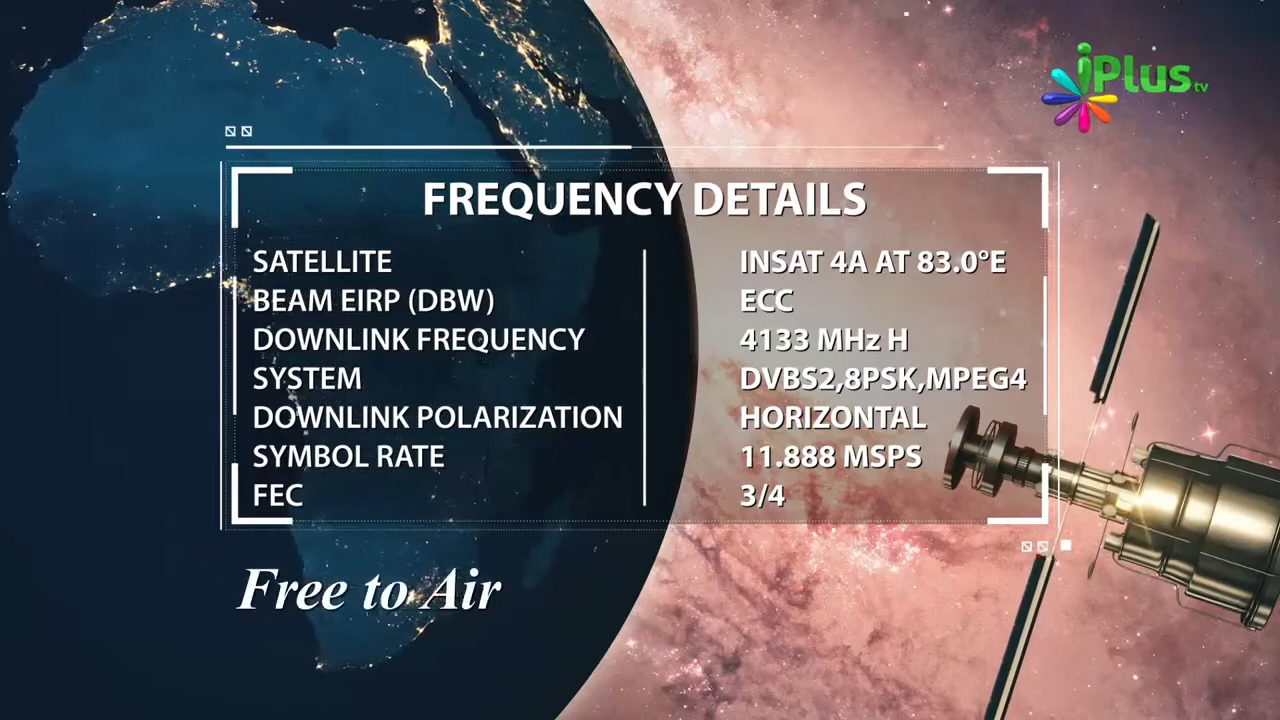 iPlus tv
FREQUENCY DETAILS
SATELLITE INSAT 4A AT 83.0°E
BEAM EIRP (DBW) ECC
DOWNLINK FREQUENCY 4133 MHz H
SYSTEM DVBS2,8PSK,MPEG4
DOWNLINK POLARIZATION HORIZONTAL
SYMBOL RATE 11.888 MSPS
FEC 3/4
Free to Air